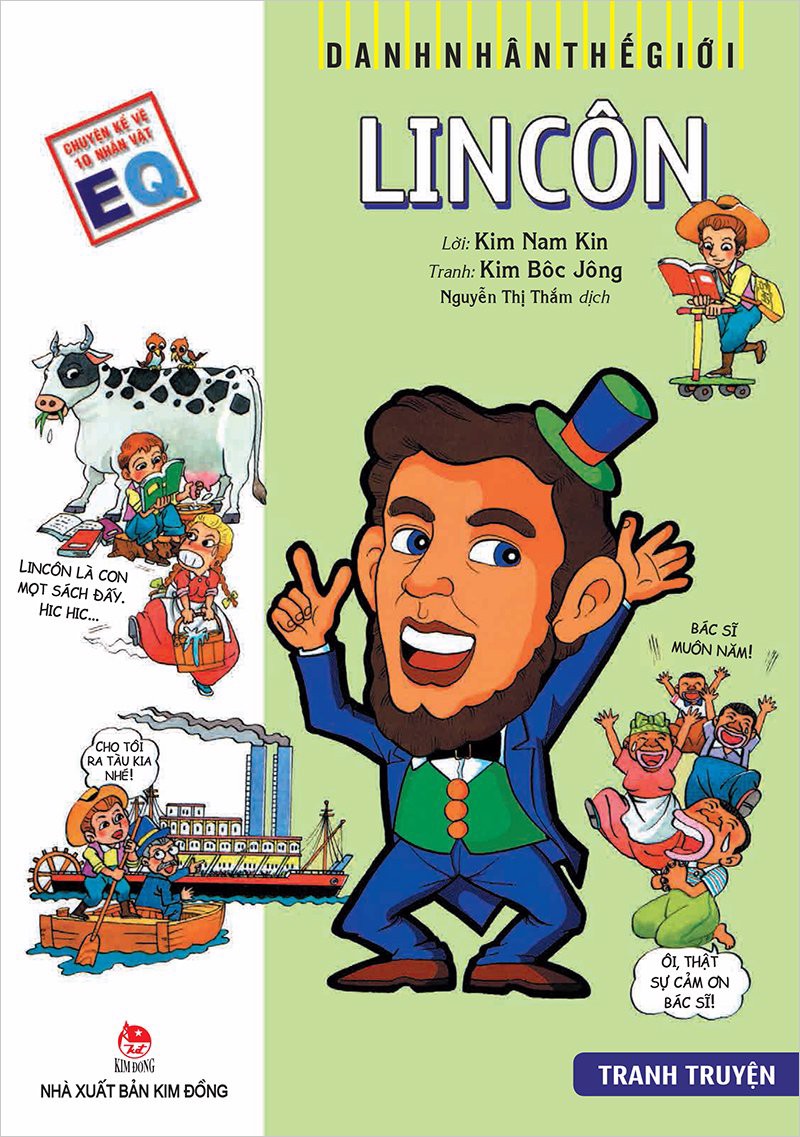 DANH NHÂN THẾ GIỚI
CHUYỆN KỂ VỀ
10 NHÂN VẬT
EQ
LINCÔN
Lời: Kim Nam Kin
Tranh: Kim Bôc Jông
Nguyễn Thị Thắm dịch
LINCÔN LÀ CON
MỌT SÁCH ĐẤY.
HIC HIC...
BÁC SĨ
MUÔN NĂM!
CHO TÔI
RA TÀU KIA
NHÉ!
ÔI, THẬT
SỰ CẢM ƠN
BÁC SĨ!
KIM ĐỒNG
NHÀ XUẤT BẢN KIM ĐỒNG
TRANH TRUYỆN